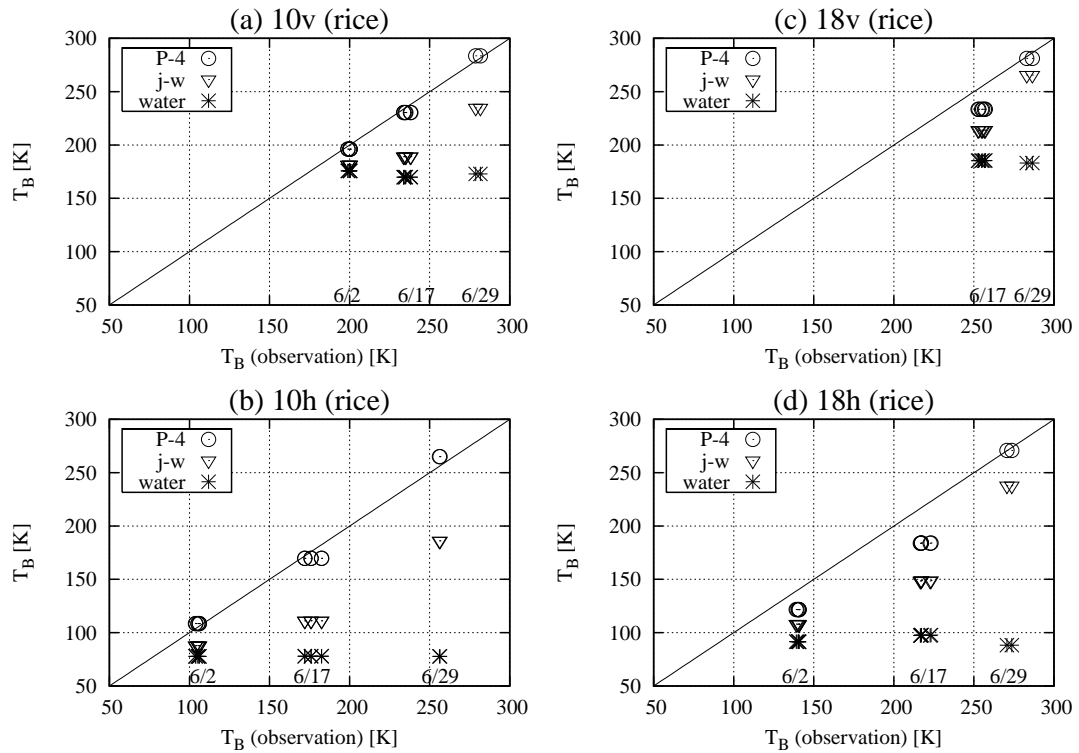 (a) 10v (rice)
300
250
200
150
100
50
T_B [K]
P-4
j-w
water
6/2 6/17 6/29
50 100 150 200 250 300
T_B (observation) [K]
(c) 18v (rice)
300
250
200
150
100
50
T_B [K]
P-4
j-w
water
6/17 6/29
50 100 150 200 250 300
T_B (observation) [K]
(b) 10h (rice)
300
250
200
150
100
50
T_B [K]
P-4
j-w
water
6/2 6/17 6/29
50 100 150 200 250 300
T_B (observation) [K]
(d) 18h (rice)
300
250
200
150
100
50
T_B [K]
P-4
j-w
water
6/2 6/17 6/29
50 100 150 200 250 300
T_B (observation) [K]